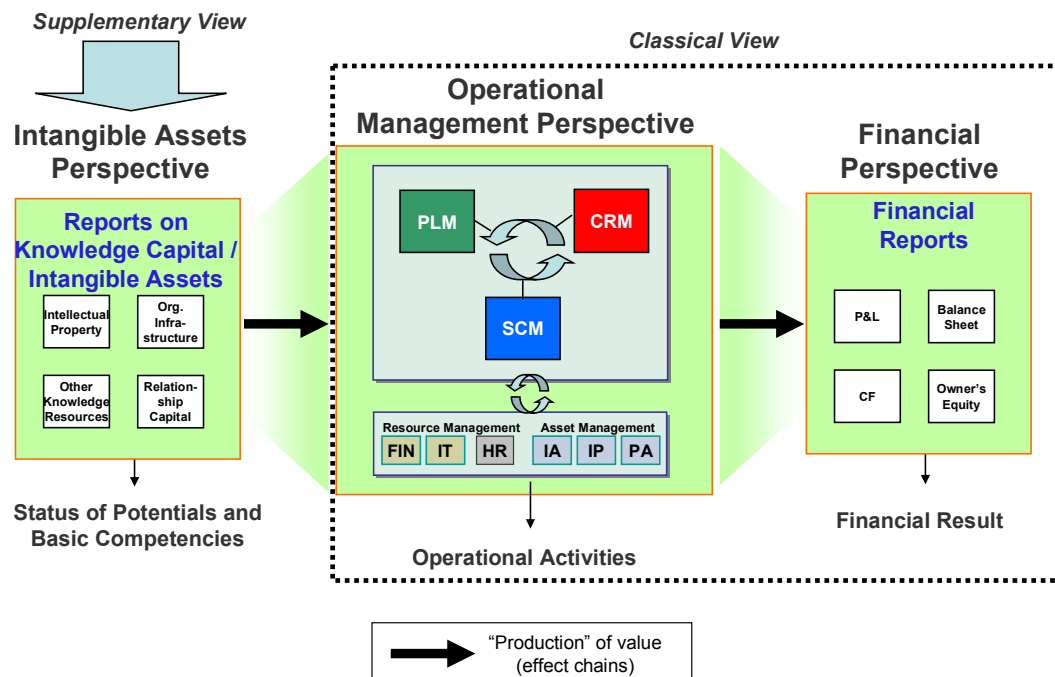 Supplementary View
Classical View
Intangible Assets
Perspective
Operational
Management Perspective
Financial
Perspective
Reports on
Knowledge Capital /
Intangible Assets
Intellectual
Property
Org.
Infra-
structure
Other
Knowledge
Resources
Relation-
ship
Capital
Status of Potentials and
Basic Competencies
PLM
CRM
SCM
Resource Management
FIN
IT
HR
Asset Management
IA
IP
PA
Operational Activities
Financial
Reports
P&L
Balance
Sheet
CF
Owner's
Equity
Financial Result
“Production” of value
(effect chains)